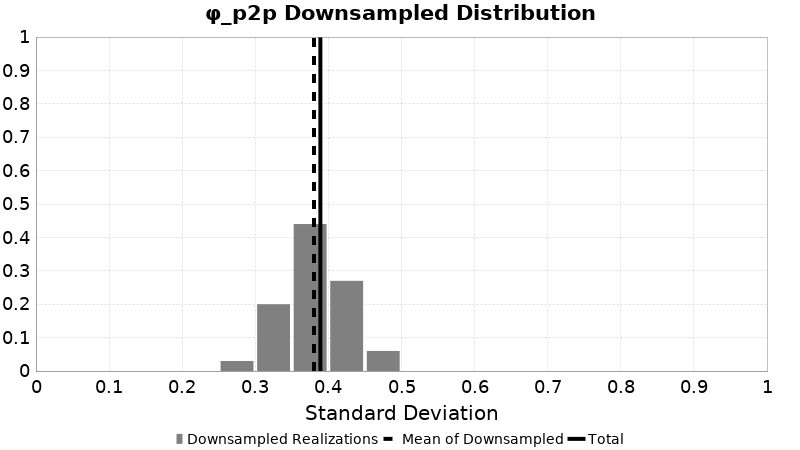 φ_p2p Downsampled Distribution
1
0.9
0.8
0.7
0.6
0.5
0.4
0.3
0.2
0.1
0
0 0.1 0.2 0.3 0.4 0.5 0.6 0.7 0.8 0.9 1
Standard Deviation
Downsampled Realizations Mean of Downsampled Total